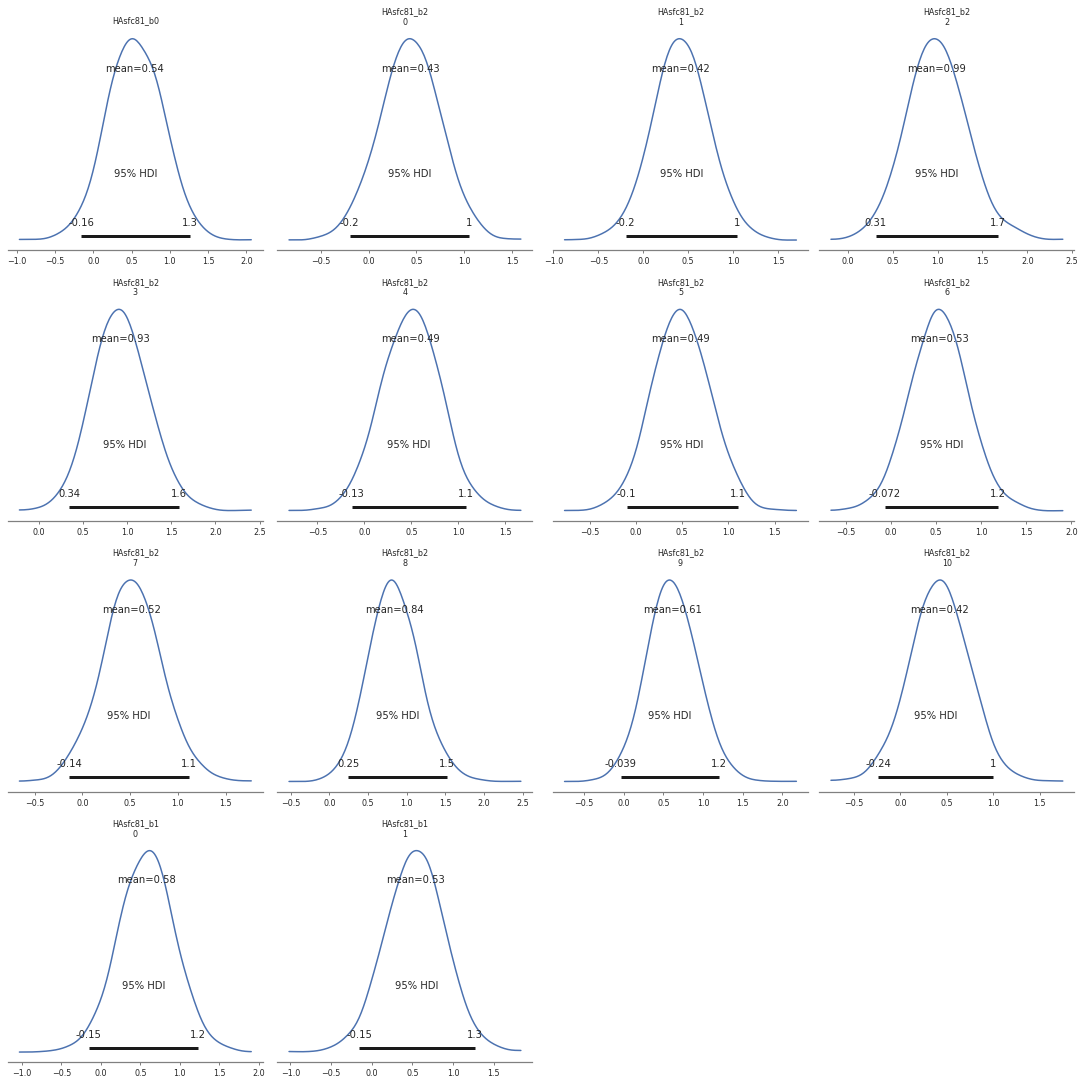 HAsfc81_b0
mean=0.54
95% HDI
-0.16 1.3
−1.0 −0.5 0.0 0.5 1.0 1.5 2.0
HAsfc81_b2
0
mean=0.43
95% HDI
-0.2 1
−0.5 0.0 0.5 1.0 1.5
HAsfc81_b2
1
mean=0.42
95% HDI
-0.2 1
−1.0 −0.5 0.0 0.5 1.0 1.5
HAsfc81_b2
2
mean=0.99
95% HDI
0.31 1.7
0.0 0.5 1.0 1.5 2.0 2.5
HAsfc81_b2
3
mean=0.93
95% HDI
0.34 1.6
0.0 0.5 1.0 1.5 2.0 2.5
HAsfc81_b2
4
mean=0.49
95% HDI
-0.13 1.1
−0.5 0.0 0.5 1.0 1.5
HAsfc81_b2
5
mean=0.49
95% HDI
-0.1 1.1
−0.5 0.0 0.5 1.0 1.5
HAsfc81_b2
6
mean=0.53
95% HDI
-0.072 1.2
−0.5 0.0 0.5 1.0 1.5 2.0
HAsfc81_b2
7
mean=0.52
95% HDI
-0.14 1.1
−0.5 0.0 0.5 1.0 1.5
HAsfc81_b2
8
mean=0.84
95% HDI
0.25 1.5
−0.5 0.0 0.5 1.0 1.5 2.0 2.5
HAsfc81_b2
9
mean=0.61
95% HDI
-0.039 1.2
−0.5 0.0 0.5 1.0 1.5 2.0
HAsfc81_b2
10
mean=0.42
95% HDI
-0.24 1
−0.5 0.0 0.5 1.0 1.5
HAsfc81_b1
0
mean=0.58
95% HDI
-0.15 1.2
−1.0 −0.5 0.0 0.5 1.0 1.5 2.0
HAsfc81_b1
1
mean=0.53
95% HDI
-0.15 1.3
−1.0 −0.5 0.0 0.5 1.0 1.5